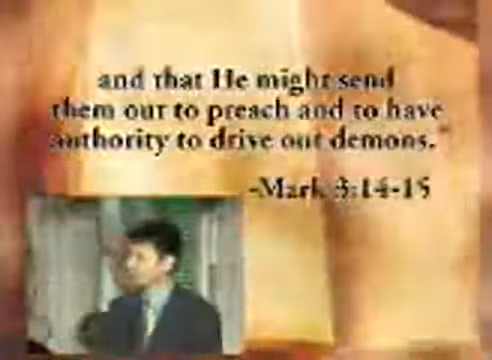 and that He might send
them out to preach and to have
authority to drive out demons."
-Mark 3:14-15